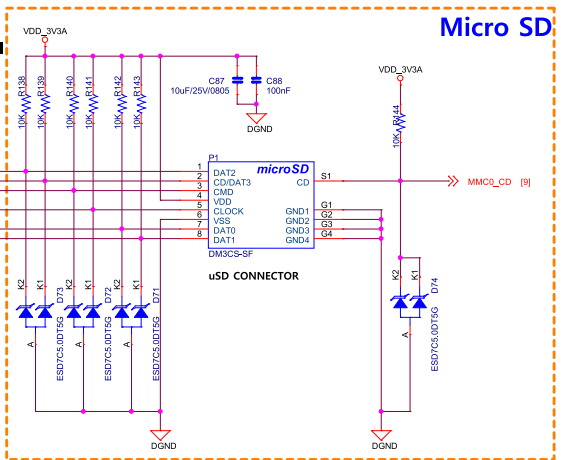 Micro SD
VDD_3V3A
R138
10K
R139
10K
R140
10K
R141
10K
R142
10K
R143
10K
C87
10uF/25V/0805
C88
100nF
DGND
VDD_3V3A
R144
10K
P1
microSD
1 DAT2
2 CD/DAT3
3 CMD
4 VDD
5 CLOCK
6 VSS
7 DAT0
8 DAT1
CD S1
GND1 G1
GND2 G2
GND3 G3
GND4 G4
DM3CS-SF
uSD CONNECTOR
MMC0_CD [9]
K2
K1
D73
ESD7C5.0DT5G
A
K2
K1
D72
ESD7C5.0DT5G
A
K2
K1
D71
ESD7C5.0DT5G
A
K2
K1
D74
ESD7C5.0DT5G
A
DGND
DGND